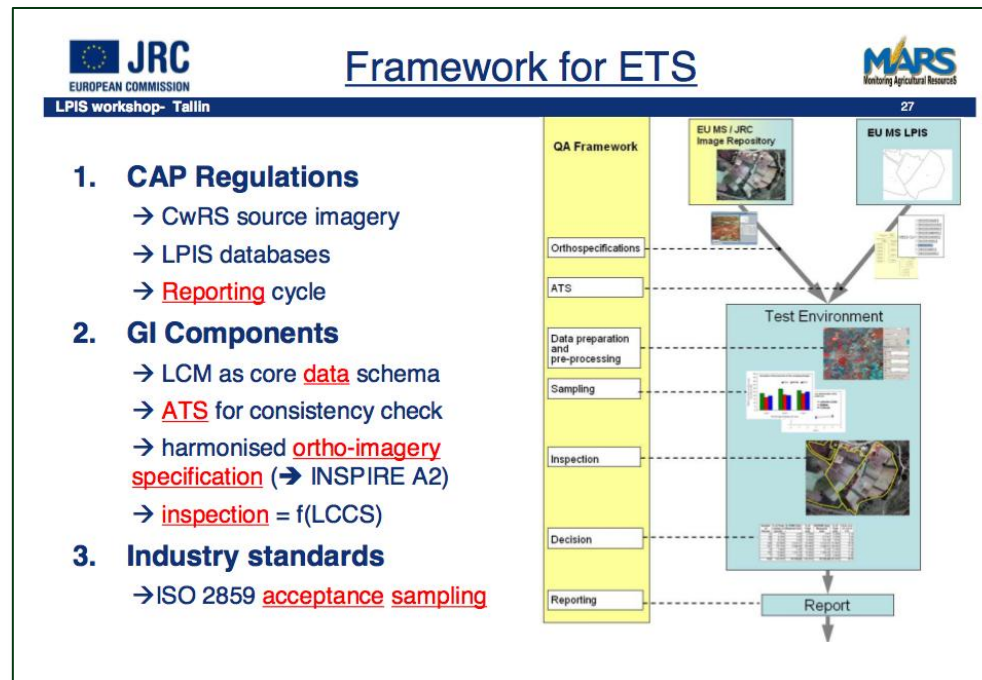 JRC
EUROPEAN COMMISSION
Framework for ETS
MARS
Monitoring Agricultural ResourceS
LPIS workshop- Tallin
27
1. CAP Regulations
→ CwRS source imagery
→ LPIS databases
→ Reporting cycle
2. GI Components
→ LCM as core data schema
→ ATS for consistency check
→ harmonised ortho-imagery
specification (→ INSPIRE A2)
→ inspection = f(LCCS)
3. Industry standards
→ISO 2859 acceptance sampling
QA Framework
EU MS / JRC
Image Repository
EU MS LPIS
Orthospecifications
ATS
Test Environment
Data preparation
and
pre-processing
Sampling
Inspection
Decision
Reporting
Report